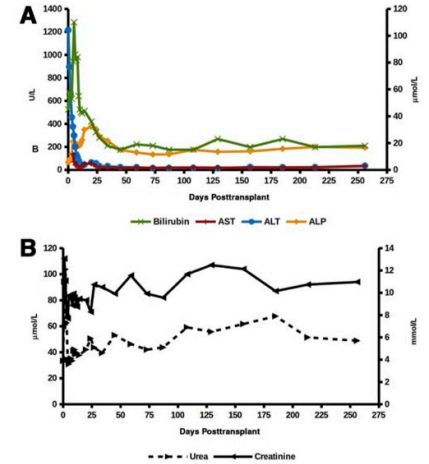 A
1400
1200
1000
800
600
400
200
0
U/L
B
120
100
80
60
40
20
0
μmol/L
0 25 50 75 100 125 150 175 200 225 250 275
Days Posttransplant
Bilirubin AST ALT ALP
B
120
100
80
60
40
20
0
μmol/L
14
12
10
8
6
4
2
0
mmol/L
0 25 50 75 100 125 150 175 200 225 250 275
Days Posttransplant
Urea Creatinine